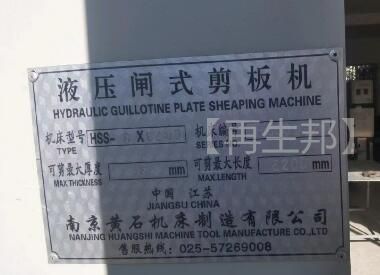 液压闸式剪板机
HYDRAULIC GUILLOTINE PLATE SHEAPING MACHINE
机床型号 HSS- X 机床编号
TYPE SERIES
可剪最大厚度 mm 可剪最大长度 3200 mm
MAX.THICKNESS MAX.LENGTH
中国 江苏
JIANGSU CHINA
南京黄石机床制造有限公司
NANJING HUANGSHI MACHINE TOOL MANUFACTURE CO.,LTD
售服热线: 025-57269008
【再生邦】